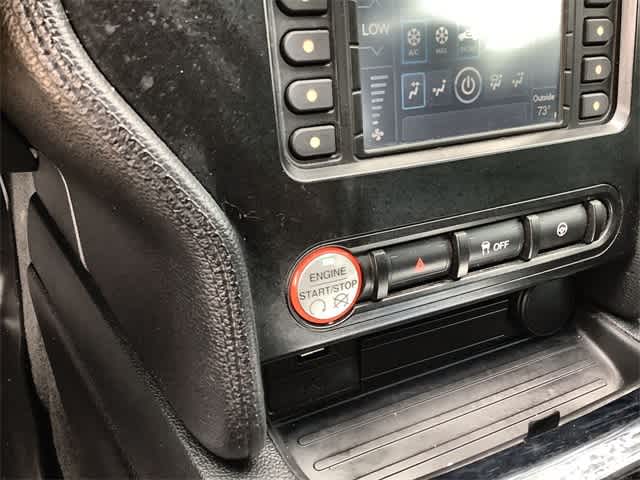 LOW
A/C
MAX
Outside
73°
ENGINE
START/STOP
OFF